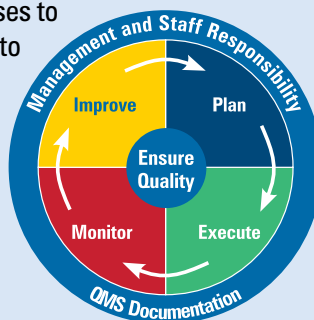 ses to
to
Management and Staff Responsibility
Improve
Plan
Ensure
Quality
Monitor
Execute
QMS Documentation